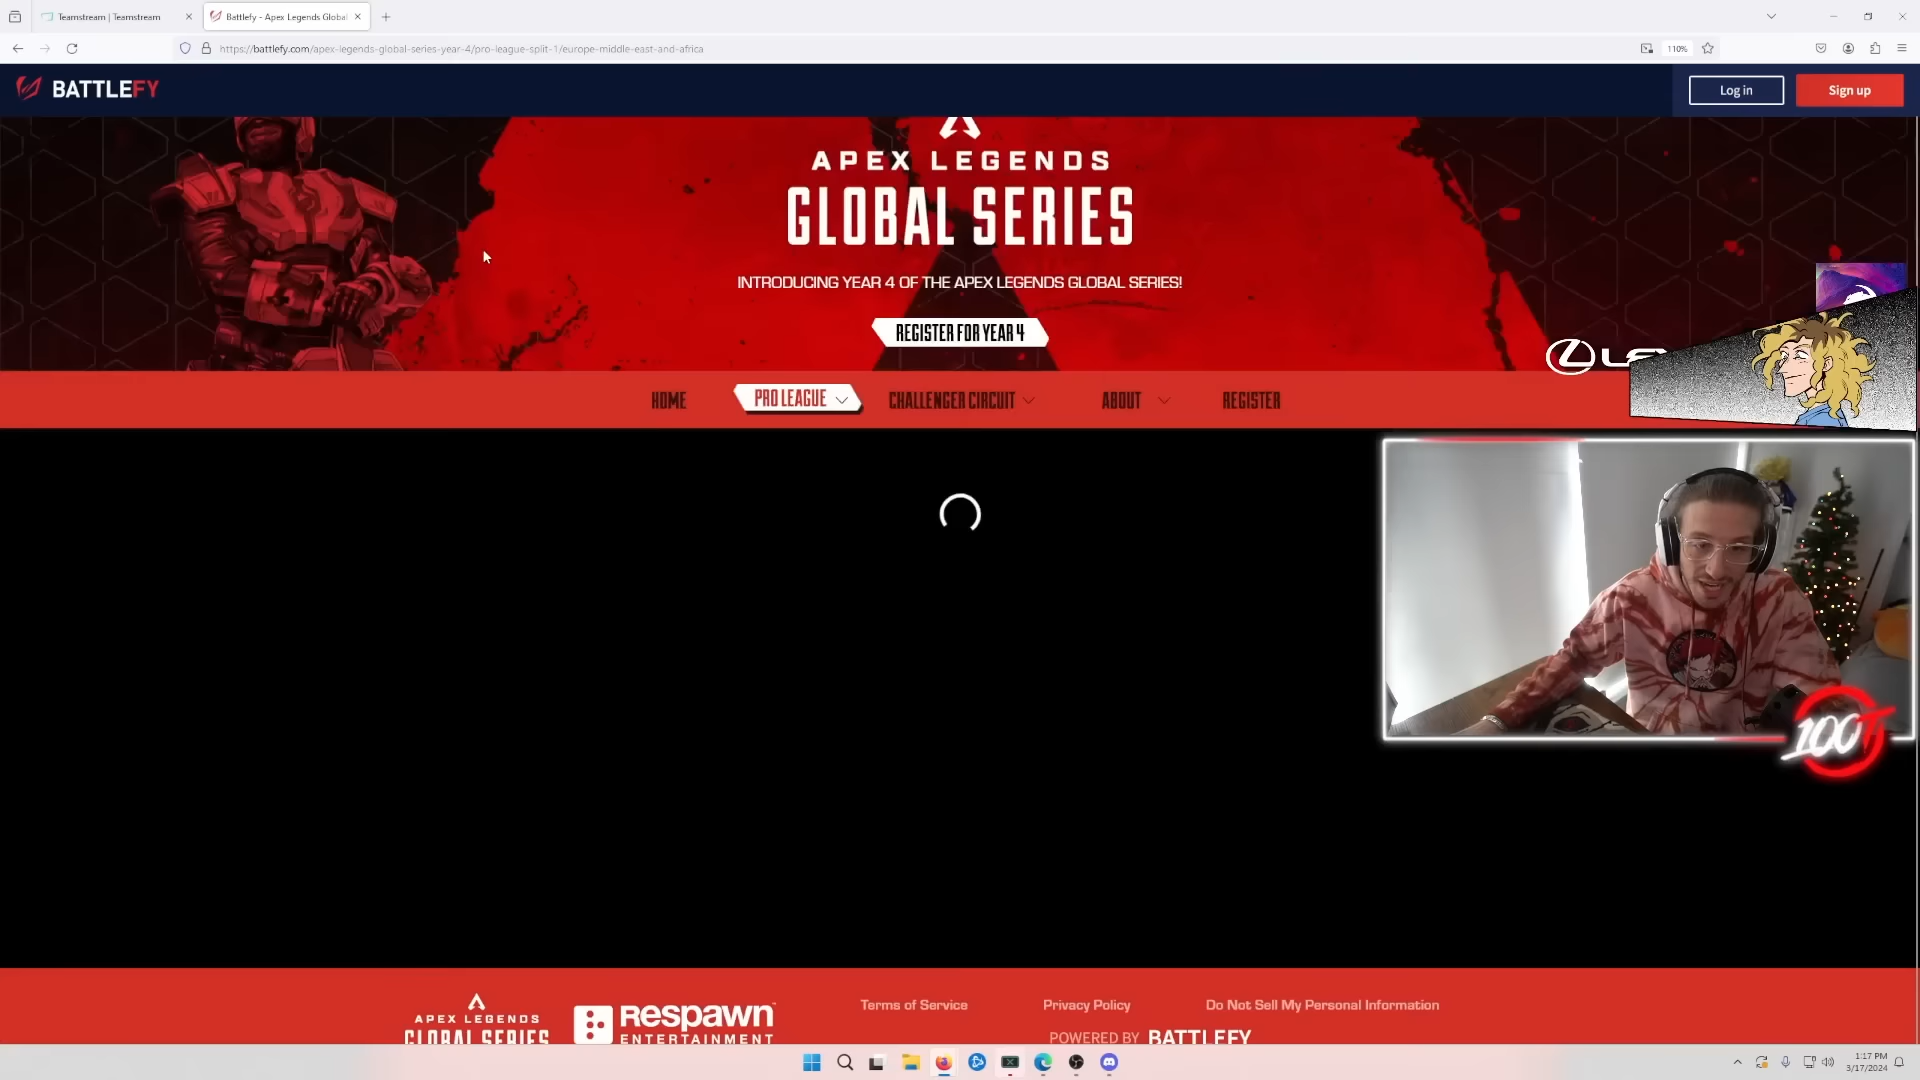 Teamstream | Teamstream
Battlefy - Apex Legends Global
https://battlefy.com/apex-legends-global-series-year-4/pro-league-split-1/europe-middle-east-and-africa
110%
BATTLEFY
Log in
Sign up
APEX LEGENDS
GLOBAL SERIES
INTRODUCING YEAR 4 OF THE APEX LEGENDS GLOBAL SERIES!
REGISTER FOR YEAR 4
HOME
PRO LEAGUE
CHALLENGER CIRCUIT
ABOUT
REGISTER
100T
APEX LEGENDS
GLOBAL SERIES
Respawn
ENTERTAINMENT
Terms of Service
Privacy Policy
Do Not Sell My Personal Information
POWERED BY BATTLEFY
1:17 PM
3/17/2024